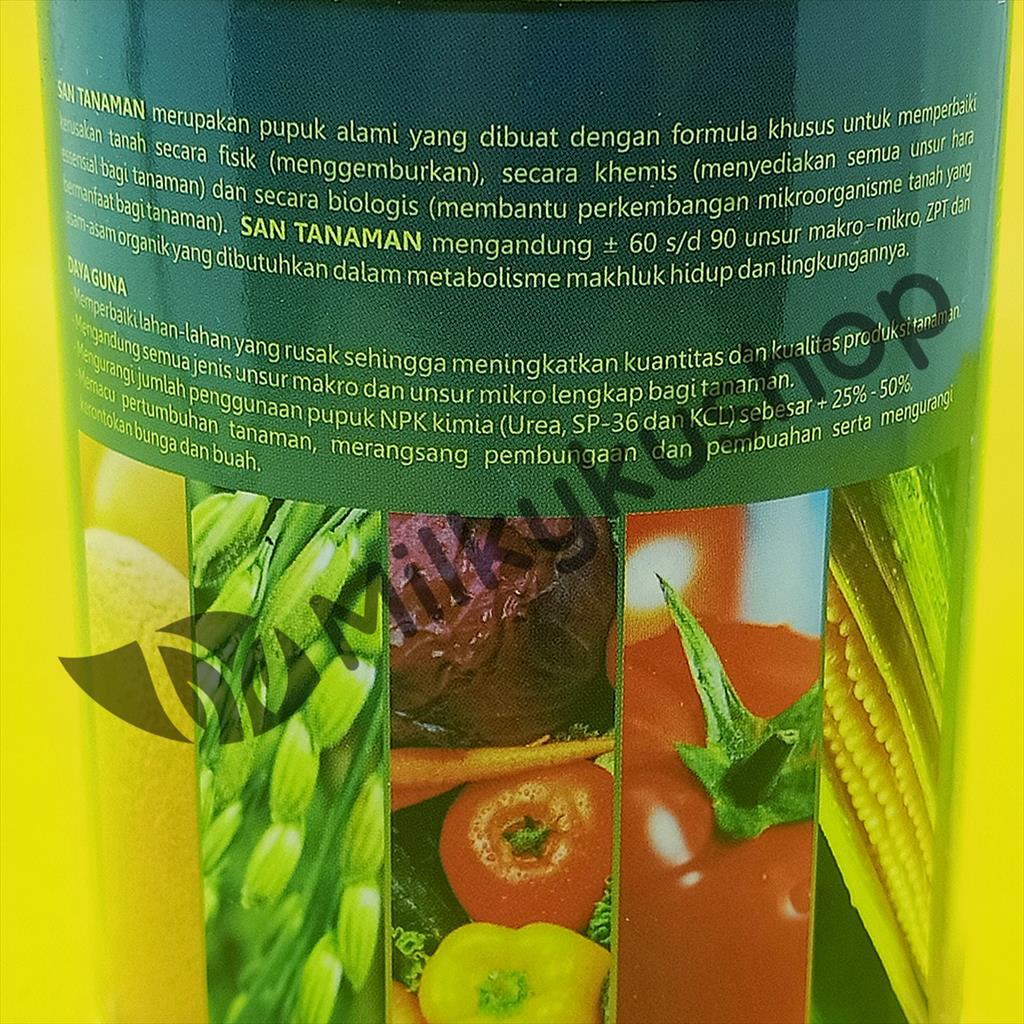 SAN TANAMAN merupakan pupuk alami yang dibuat dengan formula khusus untuk memperbaiki
kerusakan tanah secara fisik (menggemburkan), secara khemis (menyediakan semua unsur hara
essensial bagi tanaman) dan secara biologis (membantu perkembangan mikroorganisme tanah yang
bermanfaat bagi tanaman). SAN TANAMAN mengandung ± 60 s/d 90 unsur makro-mikro, ZPT dan
asam-asam organik yang dibutuhkan dalam metabolisme makhluk hidup dan lingkungannya.
DAYA GUNA
- Memperbaiki lahan-lahan yang rusak sehingga meningkatkan kuantitas dan kualitas produksi tanaman.
- Mengandung semua jenis unsur makro dan unsur mikro lengkap bagi tanaman.
- Mengurangi jumlah penggunaan pupuk NPK kimia (Urea, SP-36 dan KCL) sebesar + 25% - 50%.
- Memacu pertumbuhan tanaman, merangsang pembungaan dan pembuahan serta mengurangi
kerontokan bunga dan buah.
Milkyku shop